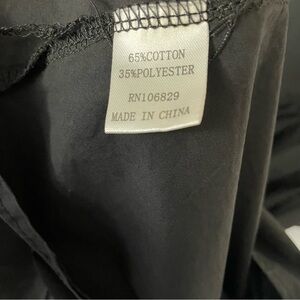 65%COTTON
35%POLYESTER
RN106829
MADE IN CHINA